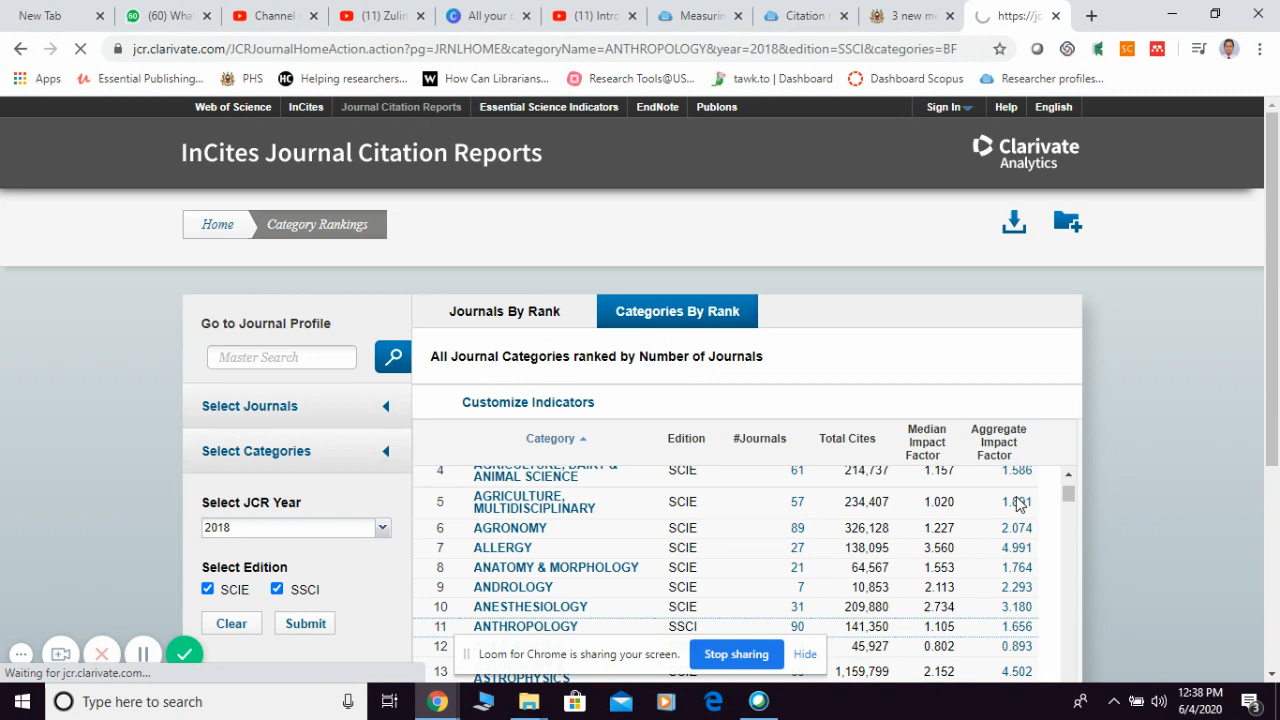 New Tab
(60) Wha
Channel
(11) Zulin
All your c
(11) Intro
Measurin
Citation
3 new me
https://jc
jcr.clarivate.com/JCRJournalHomeAction.action?pg=JRNLHOME&categoryName=ANTHROPOLOGY&year=2018&edition=SSCI&categories=BF
Apps
Essential Publishing...
PHS
Helping researchers...
How Can Librarians...
Research Tools@US...
tawk.to | Dashboard
Dashboard Scopus
Researcher profiles...
Web of Science InCites Journal Citation Reports Essential Science Indicators EndNote Publons Sign In Help English
InCites Journal Citation Reports
Clarivate
Analytics
Home Category Rankings
Go to Journal Profile
Master Search
Select Journals
Select Categories
Select JCR Year
2018
Select Edition
SCIE SSCI
Clear Submit
Journals By Rank Categories By Rank
All Journal Categories ranked by Number of Journals
Customize Indicators
Category Edition #Journals Total Cites Median Impact Factor Aggregate Impact Factor
4 AGRICULTURE, DAIRY & ANIMAL SCIENCE SCIE 61 214,737 1.157 1.586
5 AGRICULTURE, MULTIDISCIPLINARY SCIE 57 234,407 1.020
6 AGRONOMY SCIE 89 326,128 1.227 2.074
7 ALLERGY SCIE 27 138,095 3.560 4.991
8 ANATOMY & MORPHOLOGY SCIE 21 64,567 1.553 1.764
9 ANDROLOGY SCIE 7 10,853 2.113 2.293
10 ANESTHESIOLOGY SCIE 31 209,880 2.734 3.180
11 ANTHROPOLOGY SSCI 90 141,350 1.105 1.656
12 45,927 0.802 0.893
13 ASTROPHYSICS 1,159,799 2.152 4.502
Loom for Chrome is sharing your screen. Stop sharing Hide
Waiting for jcr.clarivate.com...
Type here to search
12:38 PM
6/4/2020
3